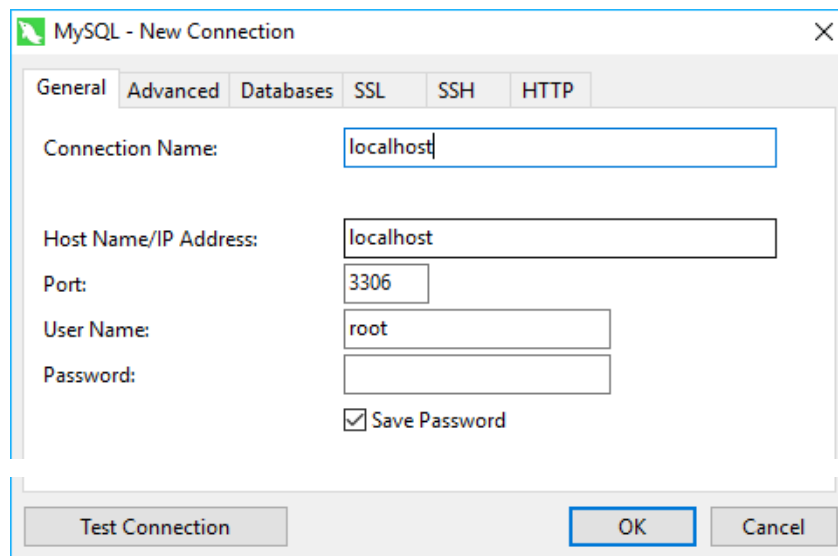 MySQL - New Connection
General Advanced Databases SSL SSH HTTP
Connection Name: localhost
Host Name/IP Address: localhost
Port: 3306
User Name: root
Password:
Save Password
Test Connection OK Cancel